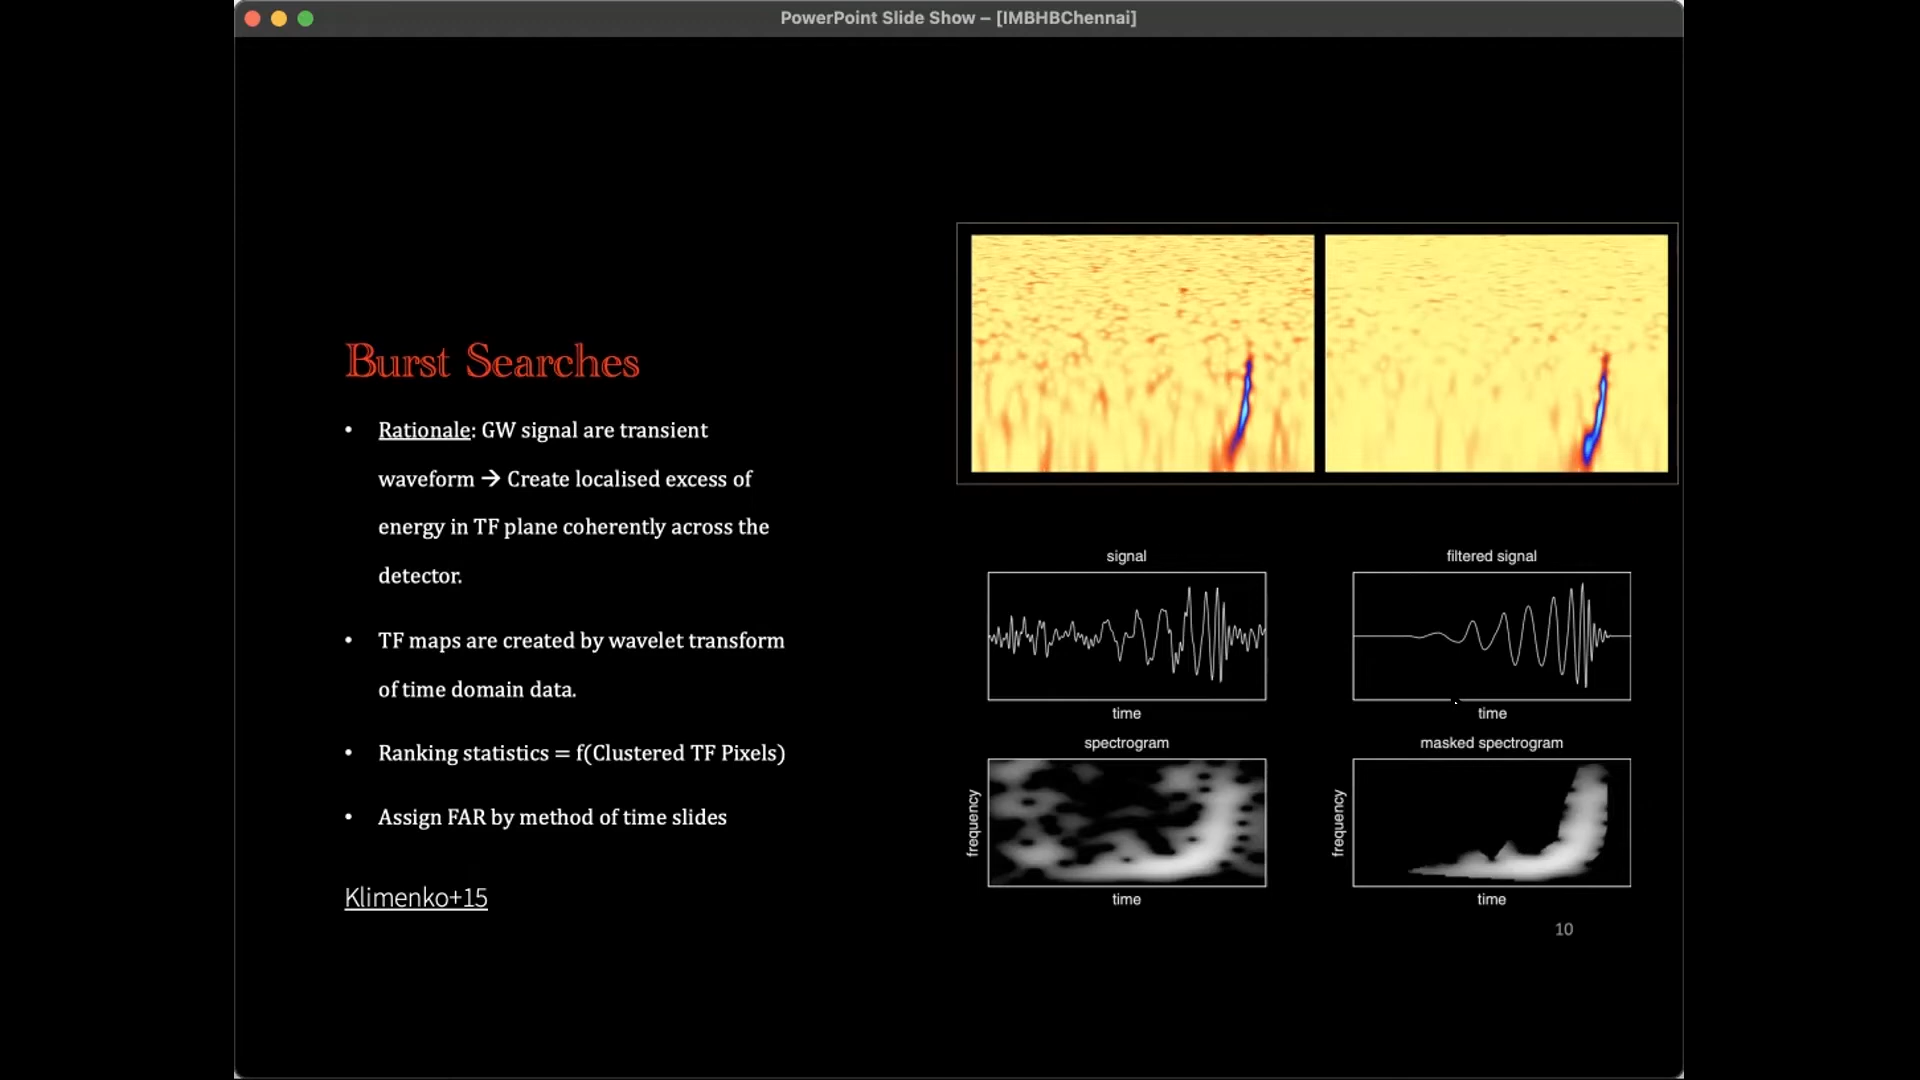 PowerPoint Slide Show – [IMBHBChennai]
Burst Searches
• Rationale: GW signal are transient
waveform → Create localised excess of
energy in TF plane coherently across the
detector.
• TF maps are created by wavelet transform
of time domain data.
• Ranking statistics = f(Clustered TF Pixels)
• Assign FAR by method of time slides
Klimenko+15
signal
time
filtered signal
time
spectrogram
frequency
time
masked spectrogram
frequency
time
10